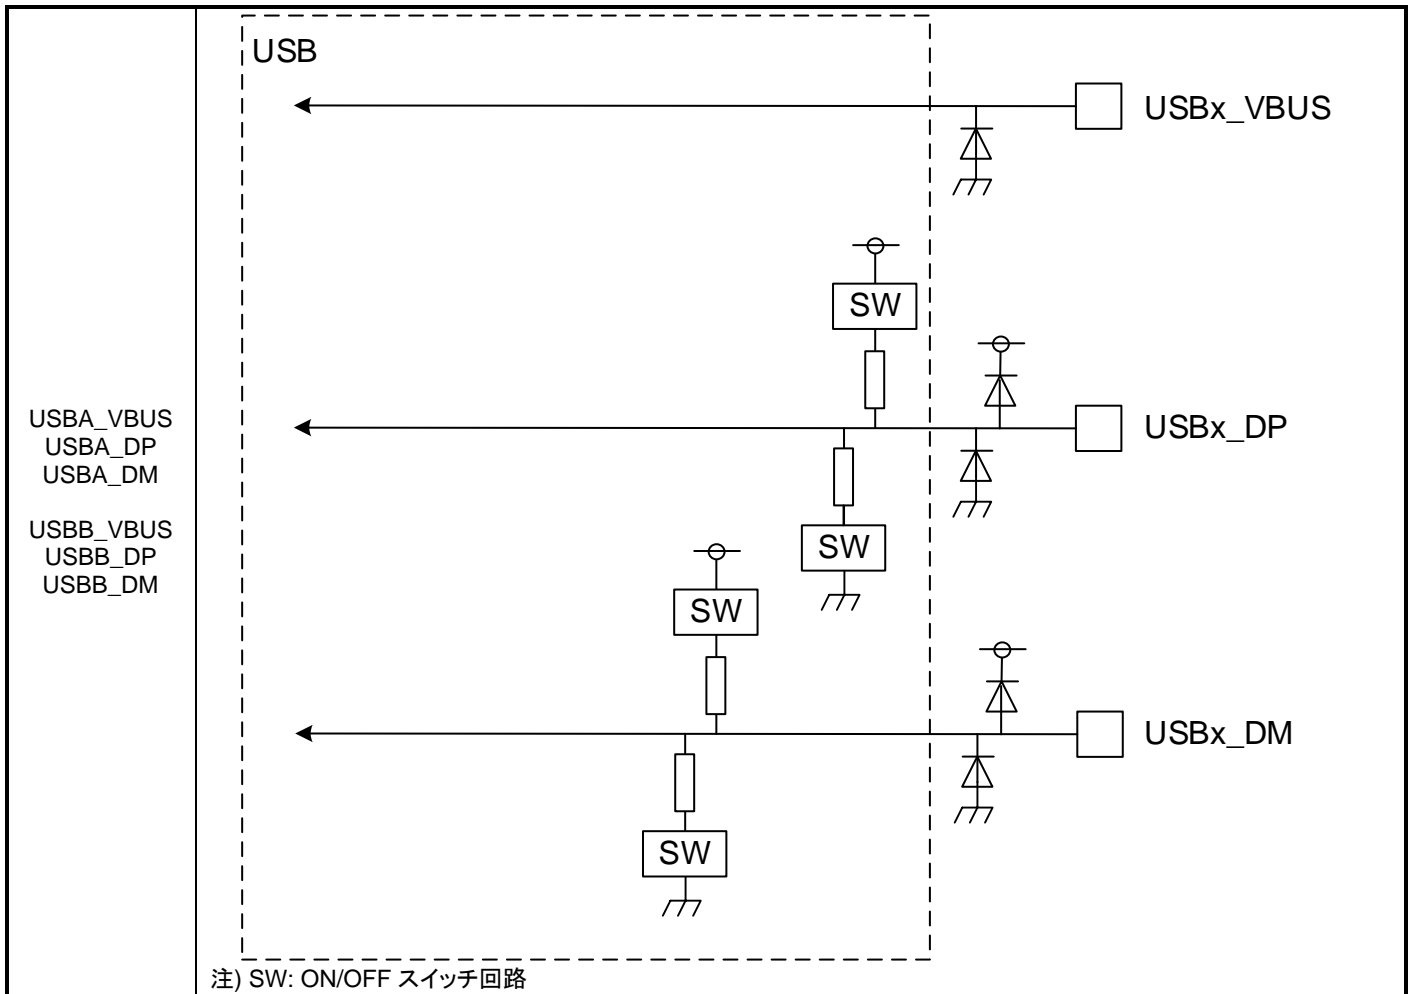 USBA_VBUS
USBA_DP
USBA_DM
USBB_VBUS
USBB_DP
USBB_DM
USB
USBx_VBUS
SW
USBx_DP
SW
SW
USBx_DM
SW
注) SW: ON/OFF スイッチ回路